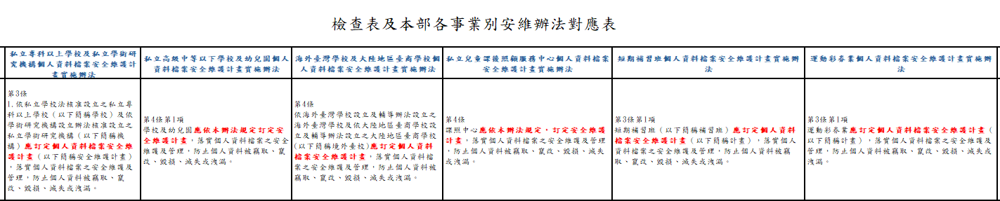 檢查表及本部各事業別安維辦法對應表
私立專科以上學校及私立學術研
究機構個人資料檔案安全維護計
畫實施辦法
私立高級中等以下學校及幼兒園個人
資料檔案安全維護計畫實施辦法
海外臺灣學校及大陸地區臺商學校個
人資料檔案安全維護計畫實施辦法
私立兒童課後照顧服務中心個人資料檔案
安全維護計畫實施辦法
短期補習班個人資料檔案安全維護計畫實施辦
法
運動彩券業個人資料檔案安全維護計畫實施辦
法
第3條
1.依私立學校法核准設立之私立專
科以上學校（以下簡稱學校）及依
學術研究機構設立辦法核准設立之
私立學術研究機構（以下簡稱機
構）應訂定個人資料檔案安全維
護計畫（以下簡稱安全維護計畫）
，落實個人資料檔案之安全維護及
管理，防止個人資料被竊取、竄
改、毀損、滅失或洩漏。
第4條第1項
學校及幼兒園應依本辦法規定訂定安
全維護計畫，落實個人資料檔案之安全
維護及管理，防止個人資料被竊取、竄
改、毀損、滅失或洩漏。
第4條
依海外臺灣學校設立及輔導辦法設立之
海外臺灣學校及依大陸地區臺商學校設
立及輔導辦法設立之大陸地區臺商學校
(以下簡稱境外臺校)應訂定個人資料
檔案安全維護計畫，落實個人資料檔
案之安全維護及管理，防止個人資料被
竊取、竄改、毀損、滅失或洩漏。
第4條
課照中心應依本辦法規定，訂定安全維護
計畫，落實個人資料檔案之安全維護及管理
，防止個人資料被竊取、竄改、毀損、滅失
或洩漏。
第3條第1項
短期補習班（以下簡稱補習班）應訂定個人資料
檔案安全維護計畫（以下簡稱計畫），落實個人
資料檔案之安全維護及管理，防止個人資料被竊
取、竄改、毀損、滅失或洩漏。
第3條第1項
運動彩券業應訂定個人資料檔案安全維護計畫（
以下簡稱計畫），落實個人資料檔案之安全維護
及管理，防止個人資料被竊取、竄改、毀損、滅
失或洩漏。